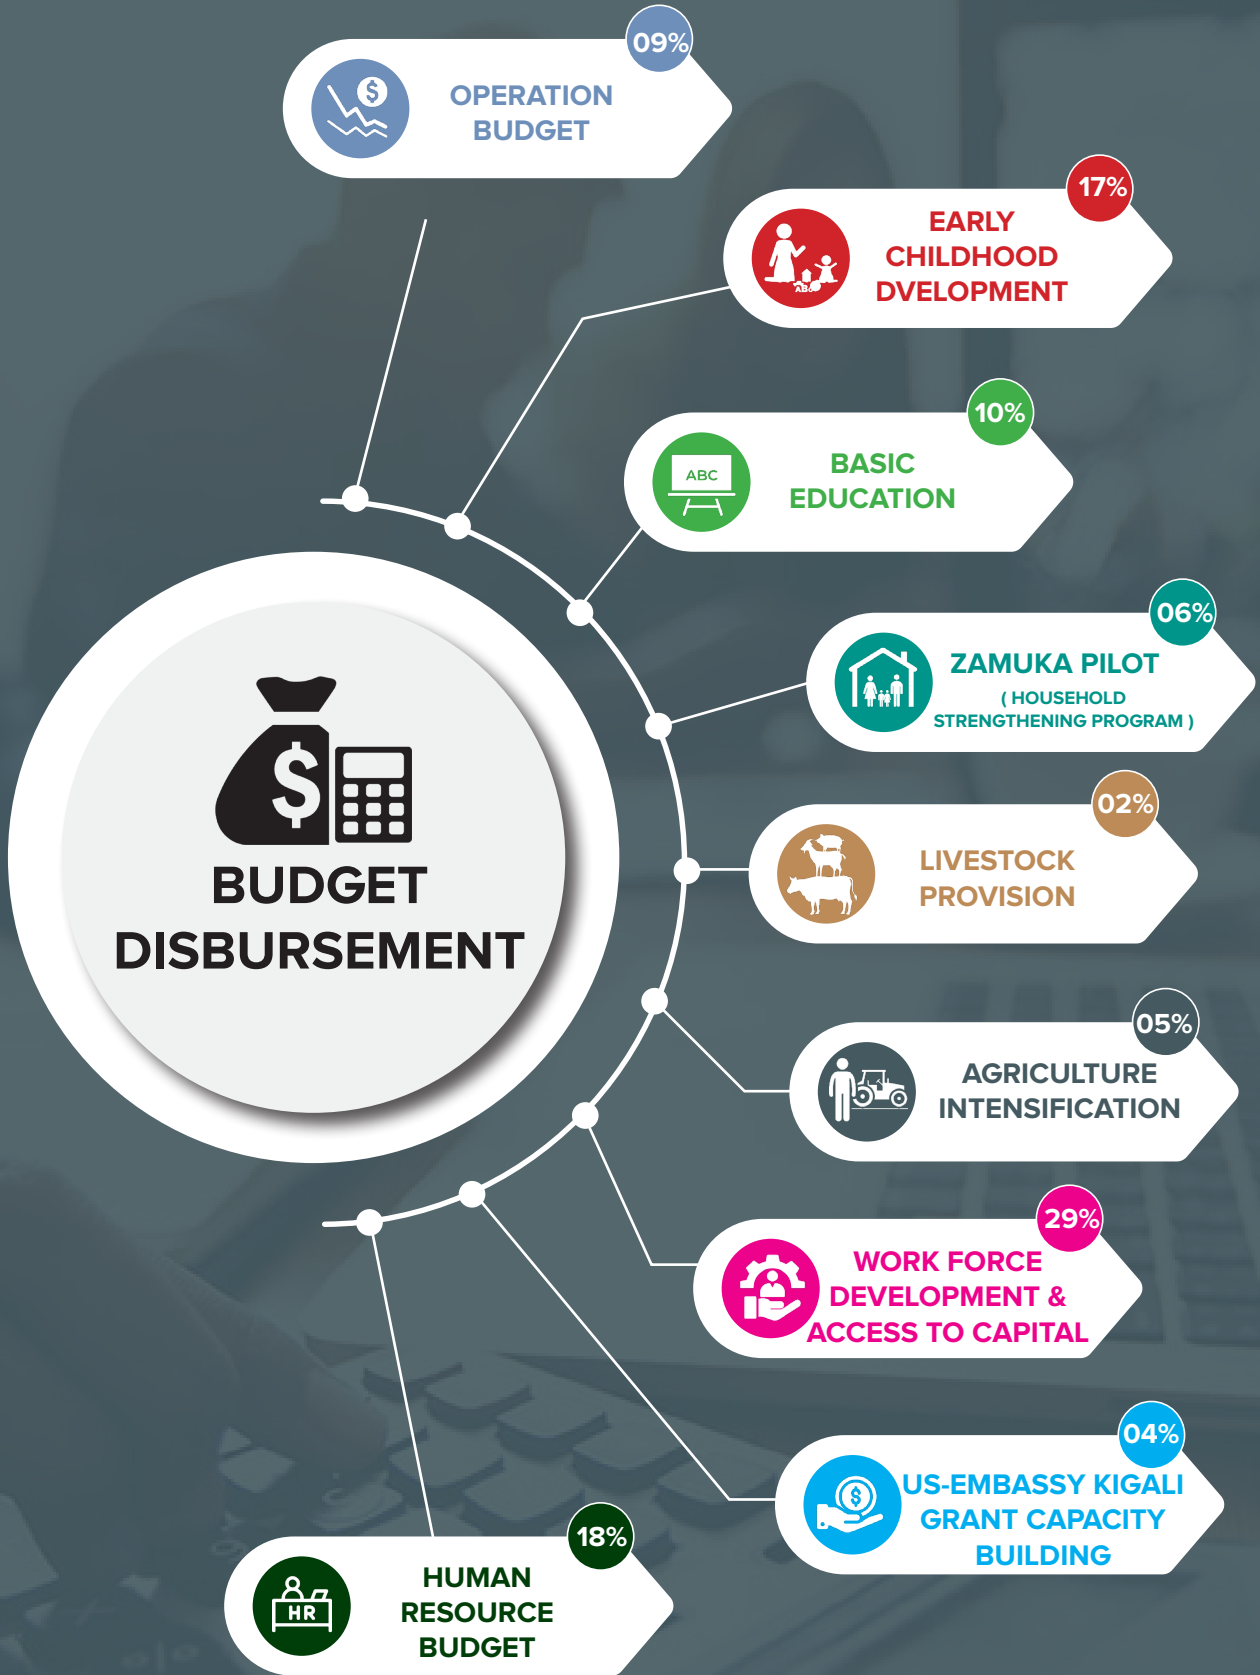 09%
OPERATION
BUDGET
17%
EARLY
CHILDHOOD
DVELOPMENT
ABC
10%
ABC
BASIC
EDUCATION
06%
ZAMUKA PILOT
( HOUSEHOLD
STRENGTHENING PROGRAM )
$
BUDGET
DISBURSEMENT
02%
LIVESTOCK
PROVISION
05%
AGRICULTURE
INTENSIFICATION
29%
WORK FORCE
DEVELOPMENT &
ACCESS TO CAPITAL
04%
$
US-EMBASSY KIGALI
GRANT CAPACITY
BUILDING
18%
HR
HUMAN
RESOURCE
BUDGET